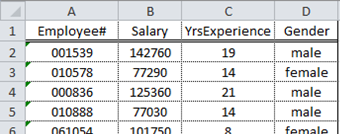 A B C D
1 Employee# Salary YrsExperience Gender
2 001539 142760 19 male
3 010578 77290 14 female
4 000836 125360 21 male
5 010888 77030 14 male
6 061054 101750 8 female